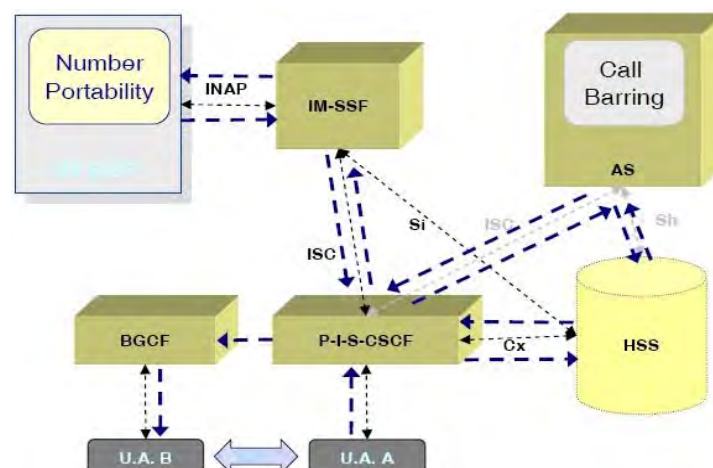 Number
Portability
INAP
IM-SSF
Call
Barring
AS
Si
ISC
Sh
ISC
BGCF
P-I-S-CSCF
Cx
HSS
U.A. B
U.A. A